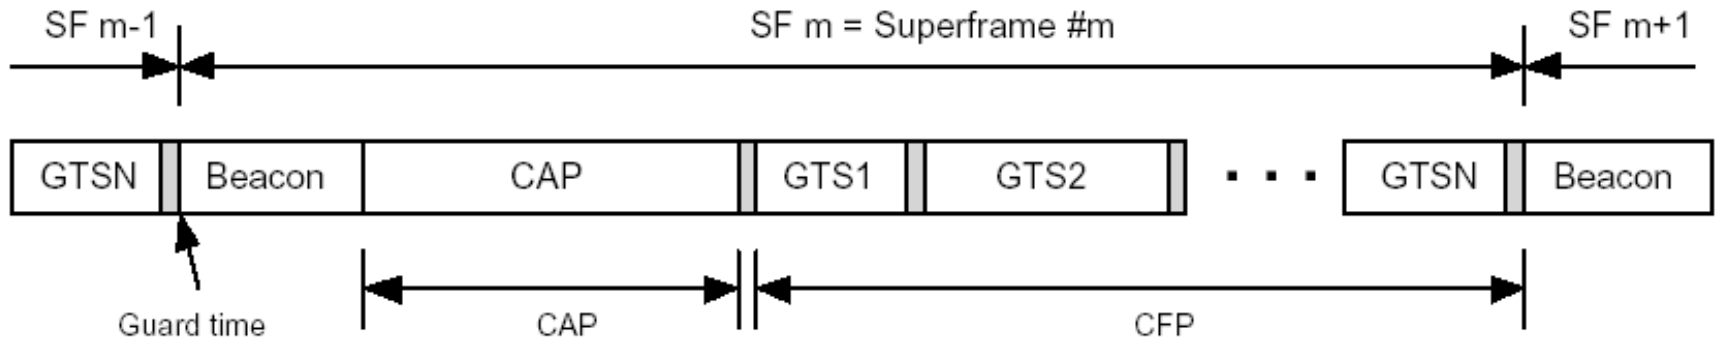 SF m-1 SF m = Superframe #m SF m+1
GTSN Beacon CAP GTS1 GTS2 . . . GTSN Beacon
Guard time CAP CFP